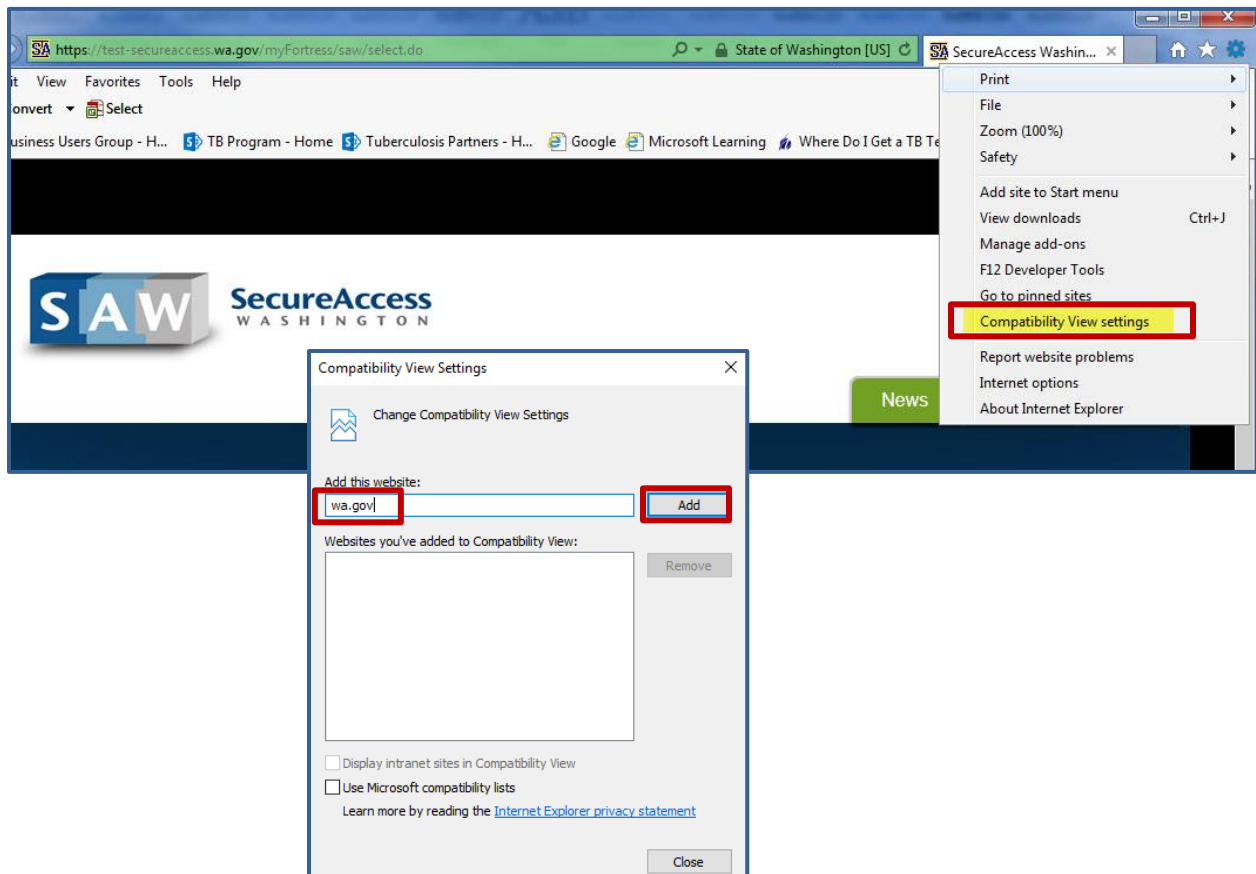 SA https://test-secureaccess.wa.gov/myFortress/saw/select.do State of Washington [US] SA SecureAccess Washin...
it View Favorites Tools Help
onvert Select
usiness Users Group - H... TB Program - Home Tuberculosis Partners - H... Google Microsoft Learning Where Do I Get a TB Te
Print
File
Zoom (100%)
Safety
Add site to Start menu
View downloads Ctrl+J
Manage add-ons
F12 Developer Tools
Go to pinned sites
Compatibility View settings
Report website problems
Internet options
About Internet Explorer
SAW SecureAccess
WASHINGTON
News
Compatibility View Settings
Change Compatibility View Settings
Add this website:
wa.gov Add
Websites you've added to Compatibility View:
Remove
Display intranet sites in Compatibility View
Use Microsoft compatibility lists
Learn more by reading the Internet Explorer privacy statement
Close